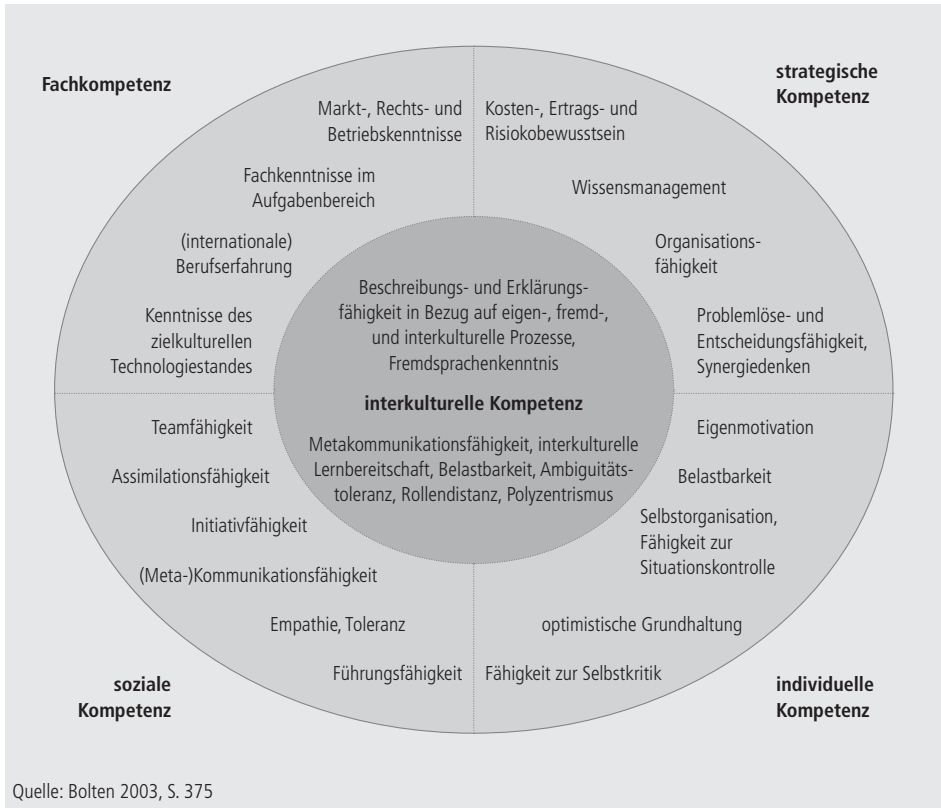 Fachkompetenz
Markt-, Rechts- und
Betriebskenntnisse
Fachkenntnisse im
Aufgabenbereich
(internationale)
Berufserfahrung
Kenntnisse des
zielkulturellen
Technologiestandes
strategische
Kompetenz
Kosten-, Ertrags- und
Risiokobewusstsein
Wissensmanagement
Organisations-
fähigkeit
Problemlöse- und
Entscheidungsfähigkeit,
Synergiedenken
Beschreibungs- und Erklärungs-
fähigkeit in Bezug auf eigen-, fremd-,
und interkulturelle Prozesse,
Fremdsprachenkenntnis
interkulturelle Kompetenz
Metakommunikationsfähigkeit, interkulturelle
Lernbereitschaft, Belastbarkeit, Ambiguitäts-
toleranz, Rollendistanz, Polyzentrismus
Teamfähigkeit
Assimilationsfähigkeit
Initiativfähigkeit
(Meta-)Kommunikationsfähigkeit
Empathie, Toleranz
Führungsfähigkeit
soziale
Kompetenz
Eigenmotivation
Belastbarkeit
Selbstorganisation,
Fähigkeit zur
Situationskontrolle
optimistische Grundhaltung
Fähigkeit zur Selbstkritik
individuelle
Kompetenz
Quelle: Bolten 2003, S. 375